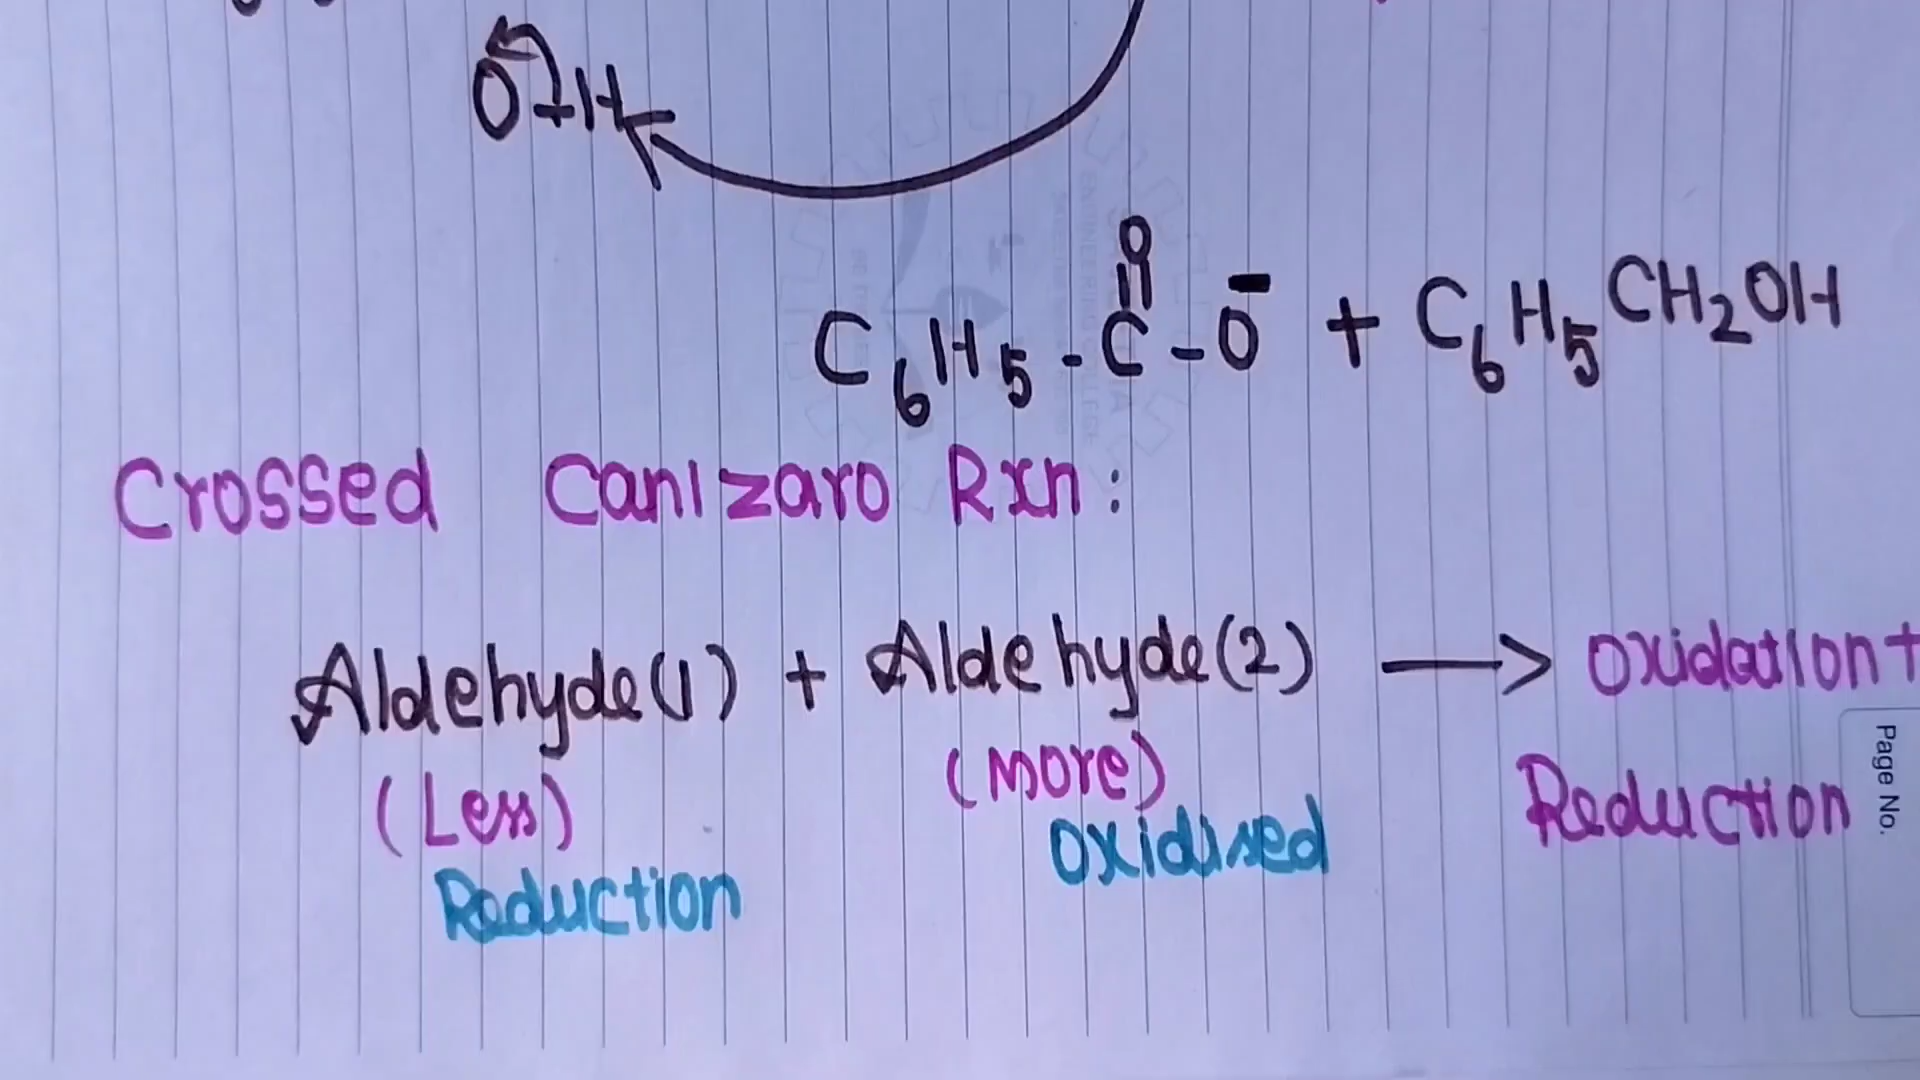 O-H
O
C6H5-C-O⁻ + C6H5CH2OH
Crossed Canizaro Rxn:
Aldehyde(1) + Aldehyde(2) → Oxidation +
(Less) (More) Reduction
Reduction Oxidised
Page No.